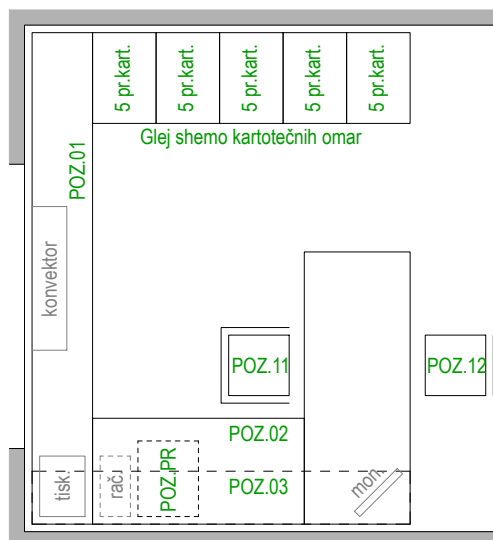 5 pr.kart.
5 pr.kart.
5 pr.kart.
5 pr.kart.
5 pr.kart.
Glej shemo kartotečnih omar
POZ.01
konvektor
POZ.11
POZ.12
POZ.02
POZ.PR
POZ.03
tisk.
rač.
mon.